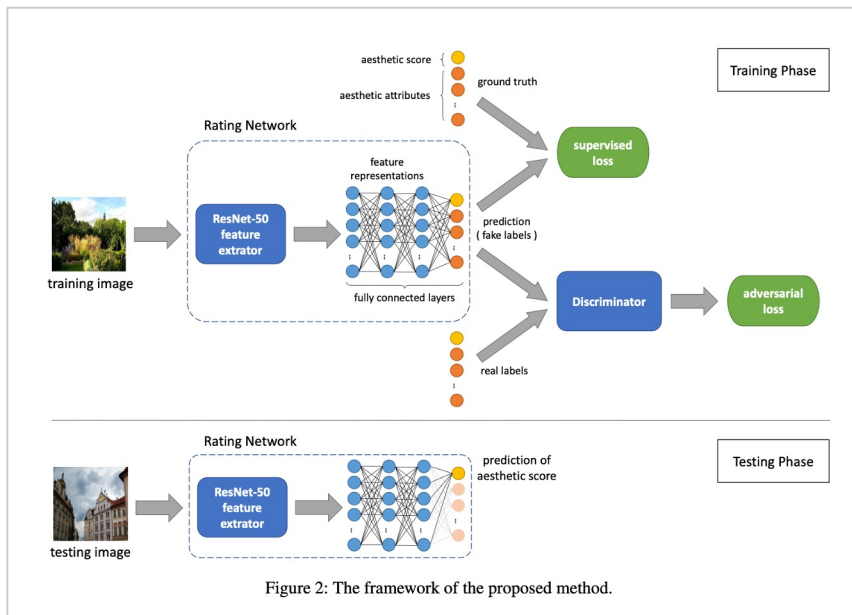 aesthetic score
Training Phase
aesthetic attributes
ground truth
Rating Network
supervised
loss
feature
representations
ResNet-50
feature
extrator
prediction
( fake labels )
training image
fully connected layers
Discriminator
adversarial
loss
real labels
Rating Network
Testing Phase
prediction of
aesthetic score
ResNet-50
feature
extrator
testing image
Figure 2: The framework of the proposed method.